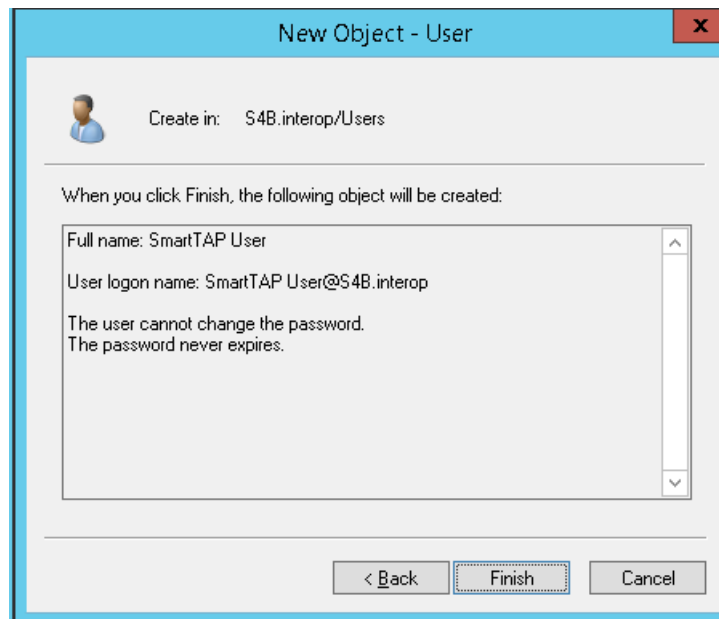 New Object - User
x
Create in: S4B.interop/Users
When you click Finish, the following object will be created:
Full name: SmartTAP User
User logon name: SmartTAP User@S4B.interop
The user cannot change the password.
The password never expires.
< Back Finish Cancel